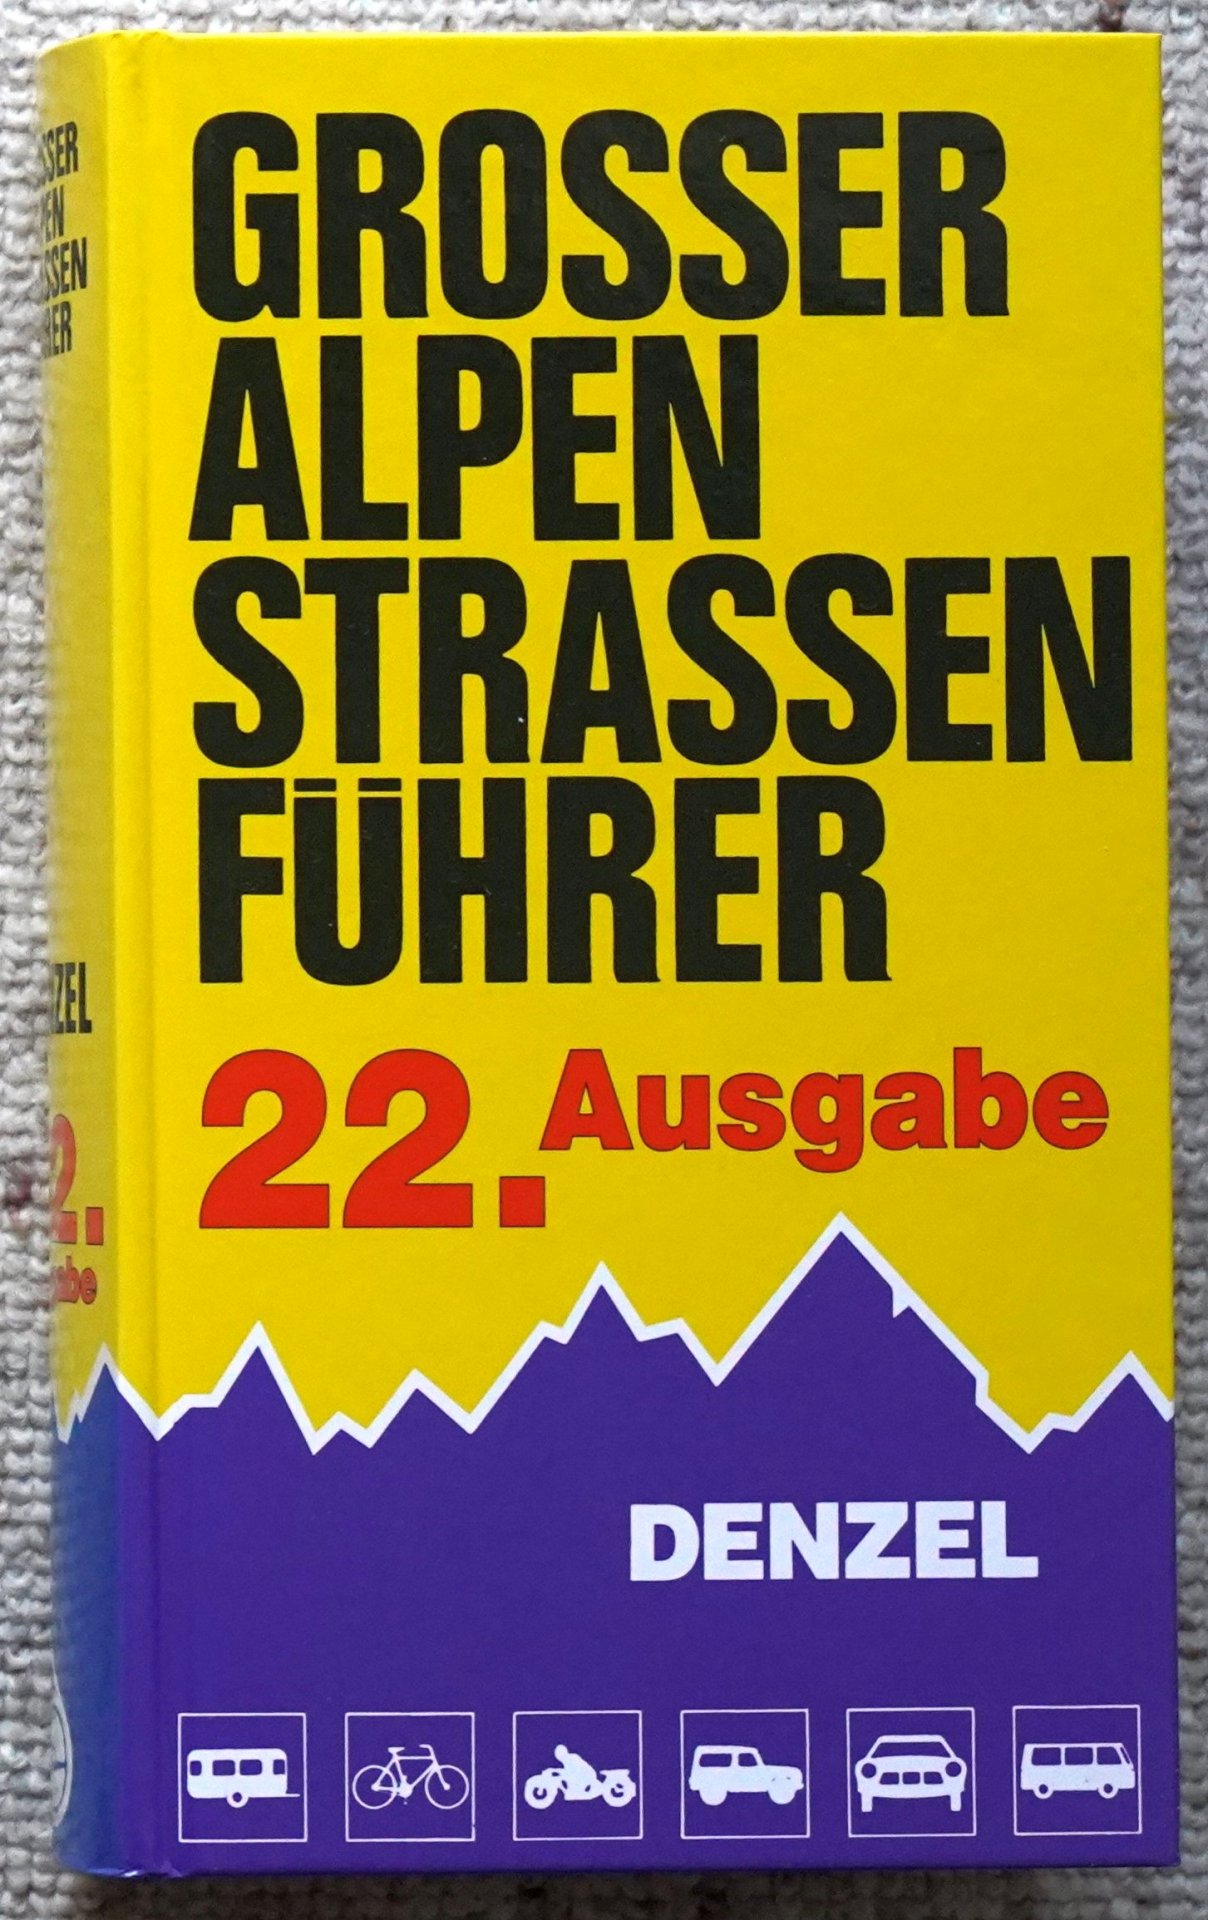 GROSSER
ALPEN
STRASSEN
FÜHRER
22. Ausgabe
DENZEL